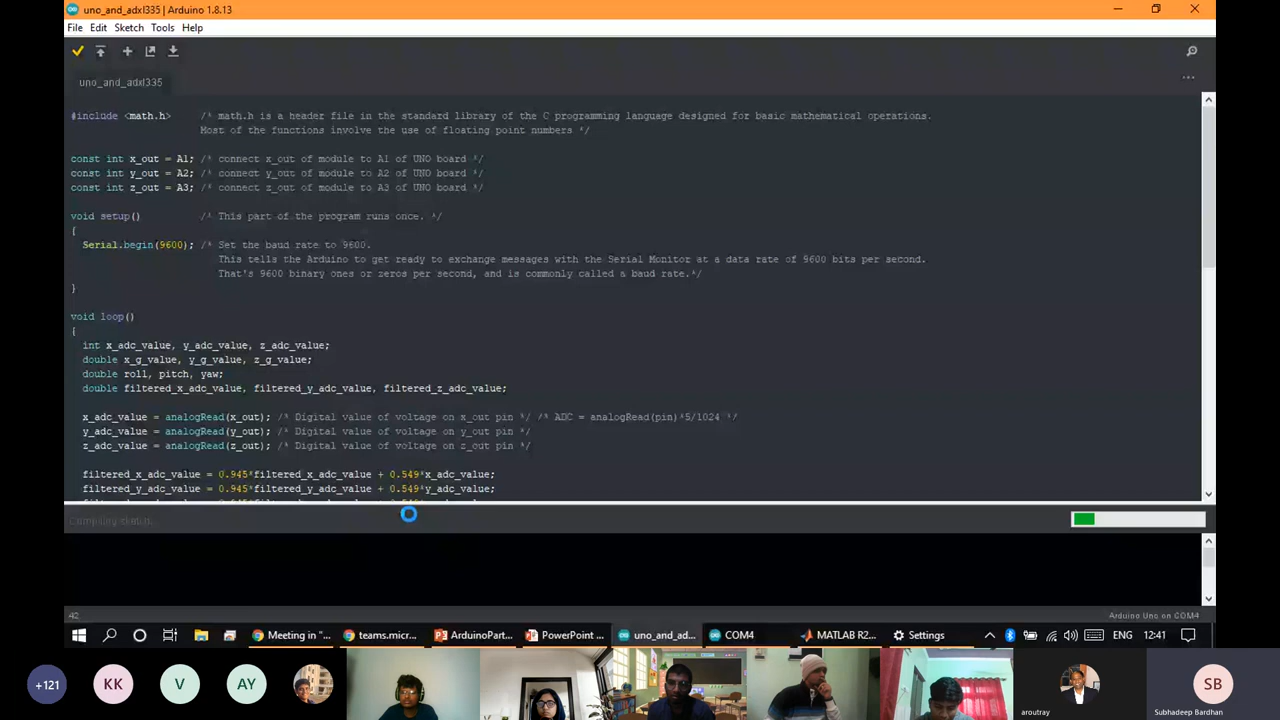 uno_and_adxl335 | Arduino 1.8.13
File Edit Sketch Tools Help
uno_and_adxl335
#include <math.h> /* math.h is a header file in the standard library of the C programming language designed for basic mathematical operations.
Most of the functions involve the use of floating point numbers */
const int x_out = A1; /* connect x_out of module to A1 of UNO board */
const int y_out = A2; /* connect y_out of module to A2 of UNO board */
const int z_out = A3; /* connect z_out of module to A3 of UNO board */
void setup() /* This part of the program runs once. */
{
Serial.begin(9600); /* Set the baud rate to 9600.
This tells the Arduino to get ready to exchange messages with the Serial Monitor at a data rate of 9600 bits per second.
That's 9600 binary ones or zeros per second, and is commonly called a baud rate.*/
}
void loop()
{
int x_adc_value, y_adc_value, z_adc_value;
double x_g_value, y_g_value, z_g_value;
double roll, pitch, yaw;
double filtered_x_adc_value, filtered_y_adc_value, filtered_z_adc_value;
x_adc_value = analogRead(x_out); /* Digital value of voltage on x_out pin */ /* ADC = analogRead(pin)*5/1024 */
y_adc_value = analogRead(y_out); /* Digital value of voltage on y_out pin */
z_adc_value = analogRead(z_out); /* Digital value of voltage on z_out pin */
filtered_x_adc_value = 0.945*filtered_x_adc_value + 0.549*x_adc_value;
filtered_y_adc_value = 0.945*filtered_y_adc_value + 0.549*y_adc_value;
Compiling sketch...
42
Arduino Uno on COM4
Meeting in "... teams.micr... ArduinoPart... PowerPoint ... uno_and_ad... COM4 MATLAB R2... Settings ENG 12:41
+121 KK V AY SB
aroutray Subhadeep Bardhan